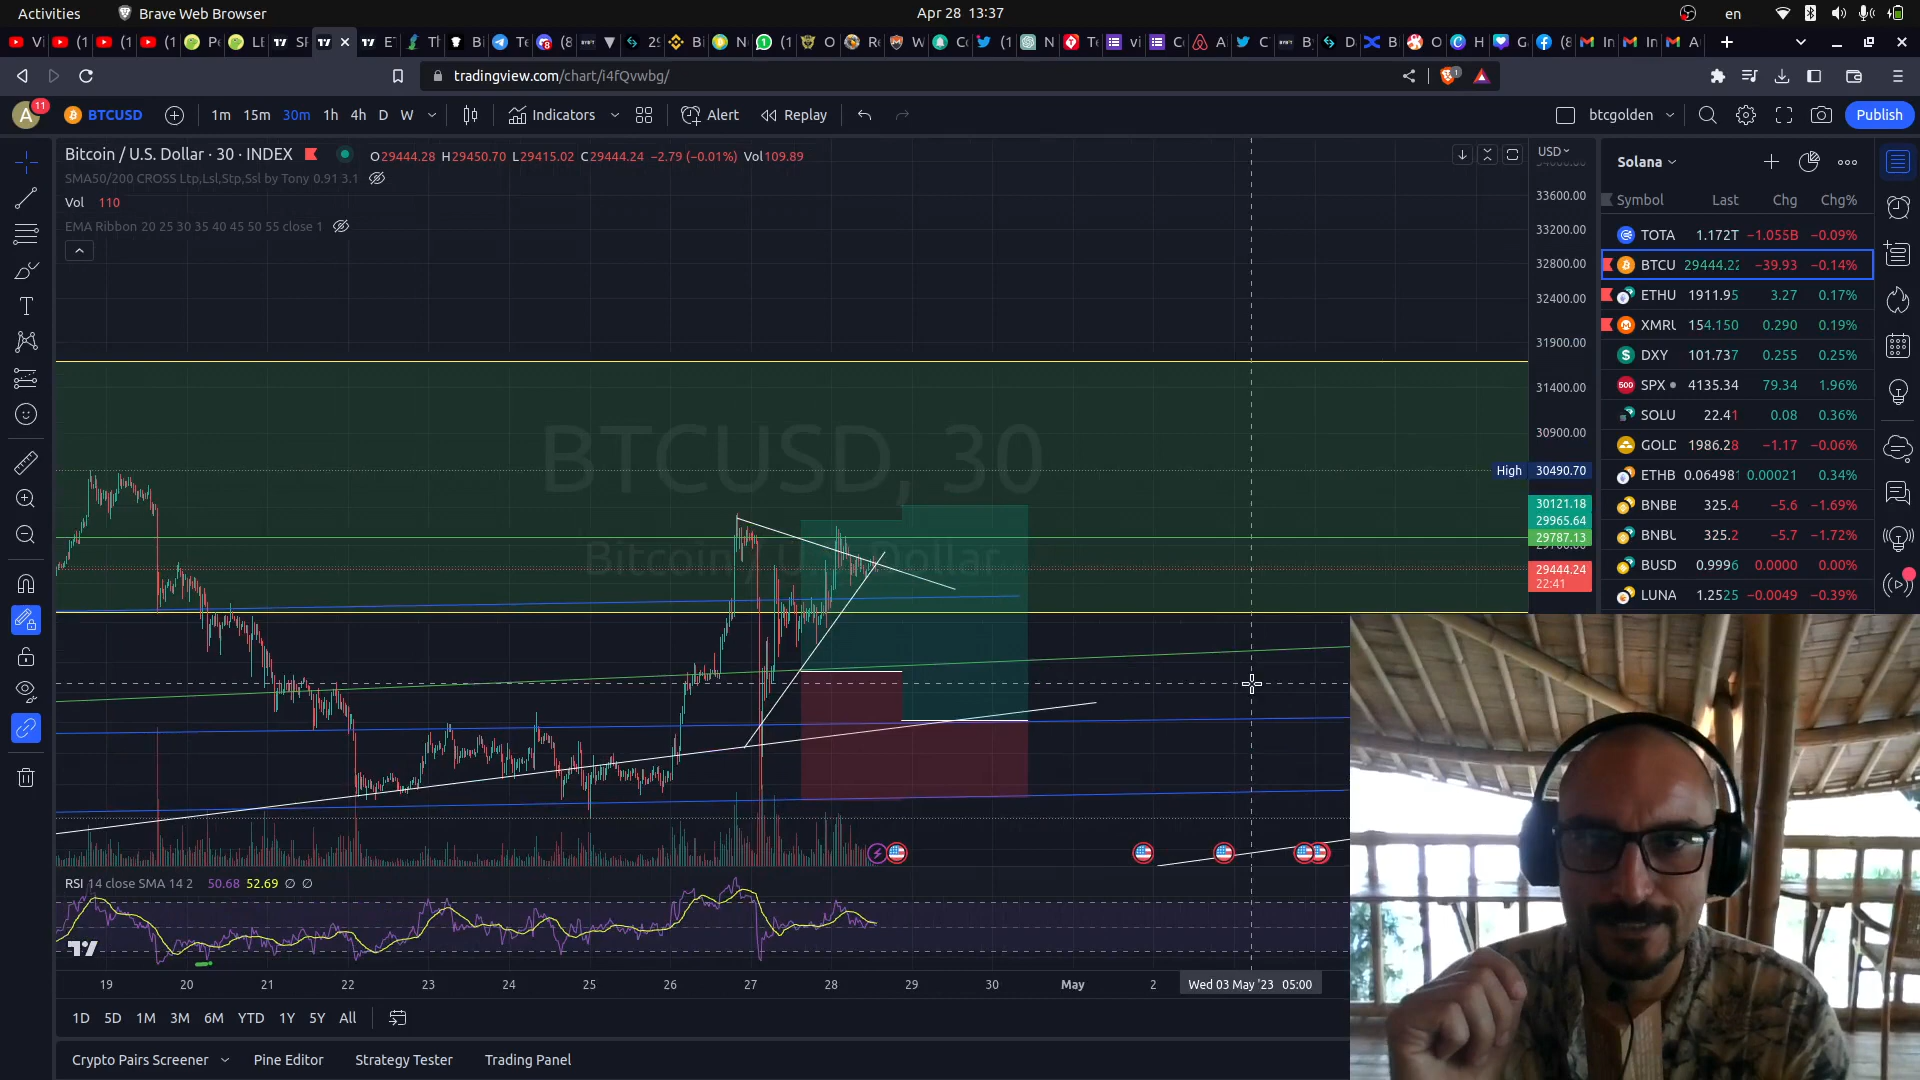 Activities
Brave Web Browser
Apr 28 13:37
en
tradingview.com/chart/i4fQvwbg/
A
11
BTCUSD
1m 15m 30m 1h 4h D W
Indicators
Alert
Replay
btcgolden
Publish
Bitcoin / U.S. Dollar · 30 · INDEX
O29444.28 H29450.70 L29415.02 C29444.24 −2.79 (−0.01%) Vol109.89
SMA50/200 CROSS Ltp,Lsl,Stp,Ssl by Tony 0.91 3.1
Vol 110
EMA Ribbon 20 25 30 35 40 45 50 55 close 1
BTCUSD, 30
Bitcoin / U.S. Dollar
USD
33600.00
33200.00
32800.00
32400.00
31900.00
31400.00
30900.00
High 30490.70
30121.18
29965.64
29787.13
29444.24
22:41
Solana
Symbol Last Chg Chg%
TOTA 1.172T −1.055B −0.09%
BTCU 29444.22 −39.93 −0.14%
ETHU 1911.95 3.27 0.17%
XMRU 154.150 0.290 0.19%
DXY 101.737 0.255 0.25%
SPX 4135.34 79.34 1.96%
SOLU 22.41 0.08 0.36%
GOLD 1986.28 −1.17 −0.06%
ETHB 0.064981 0.00021 0.34%
BNBB 325.4 −5.6 −1.69%
BNBU 325.2 −5.7 −1.72%
BUSD 0.9996 0.0000 0.00%
LUNA 1.2525 −0.0049 −0.39%
RSI 14 close SMA 14 2 50.68 52.69 ∅ ∅
19 20 21 22 23 24 25 26 27 28 29 30 May 2
Wed 03 May '23 05:00
1D 5D 1M 3M 6M YTD 1Y 5Y All
Crypto Pairs Screener
Pine Editor
Strategy Tester
Trading Panel